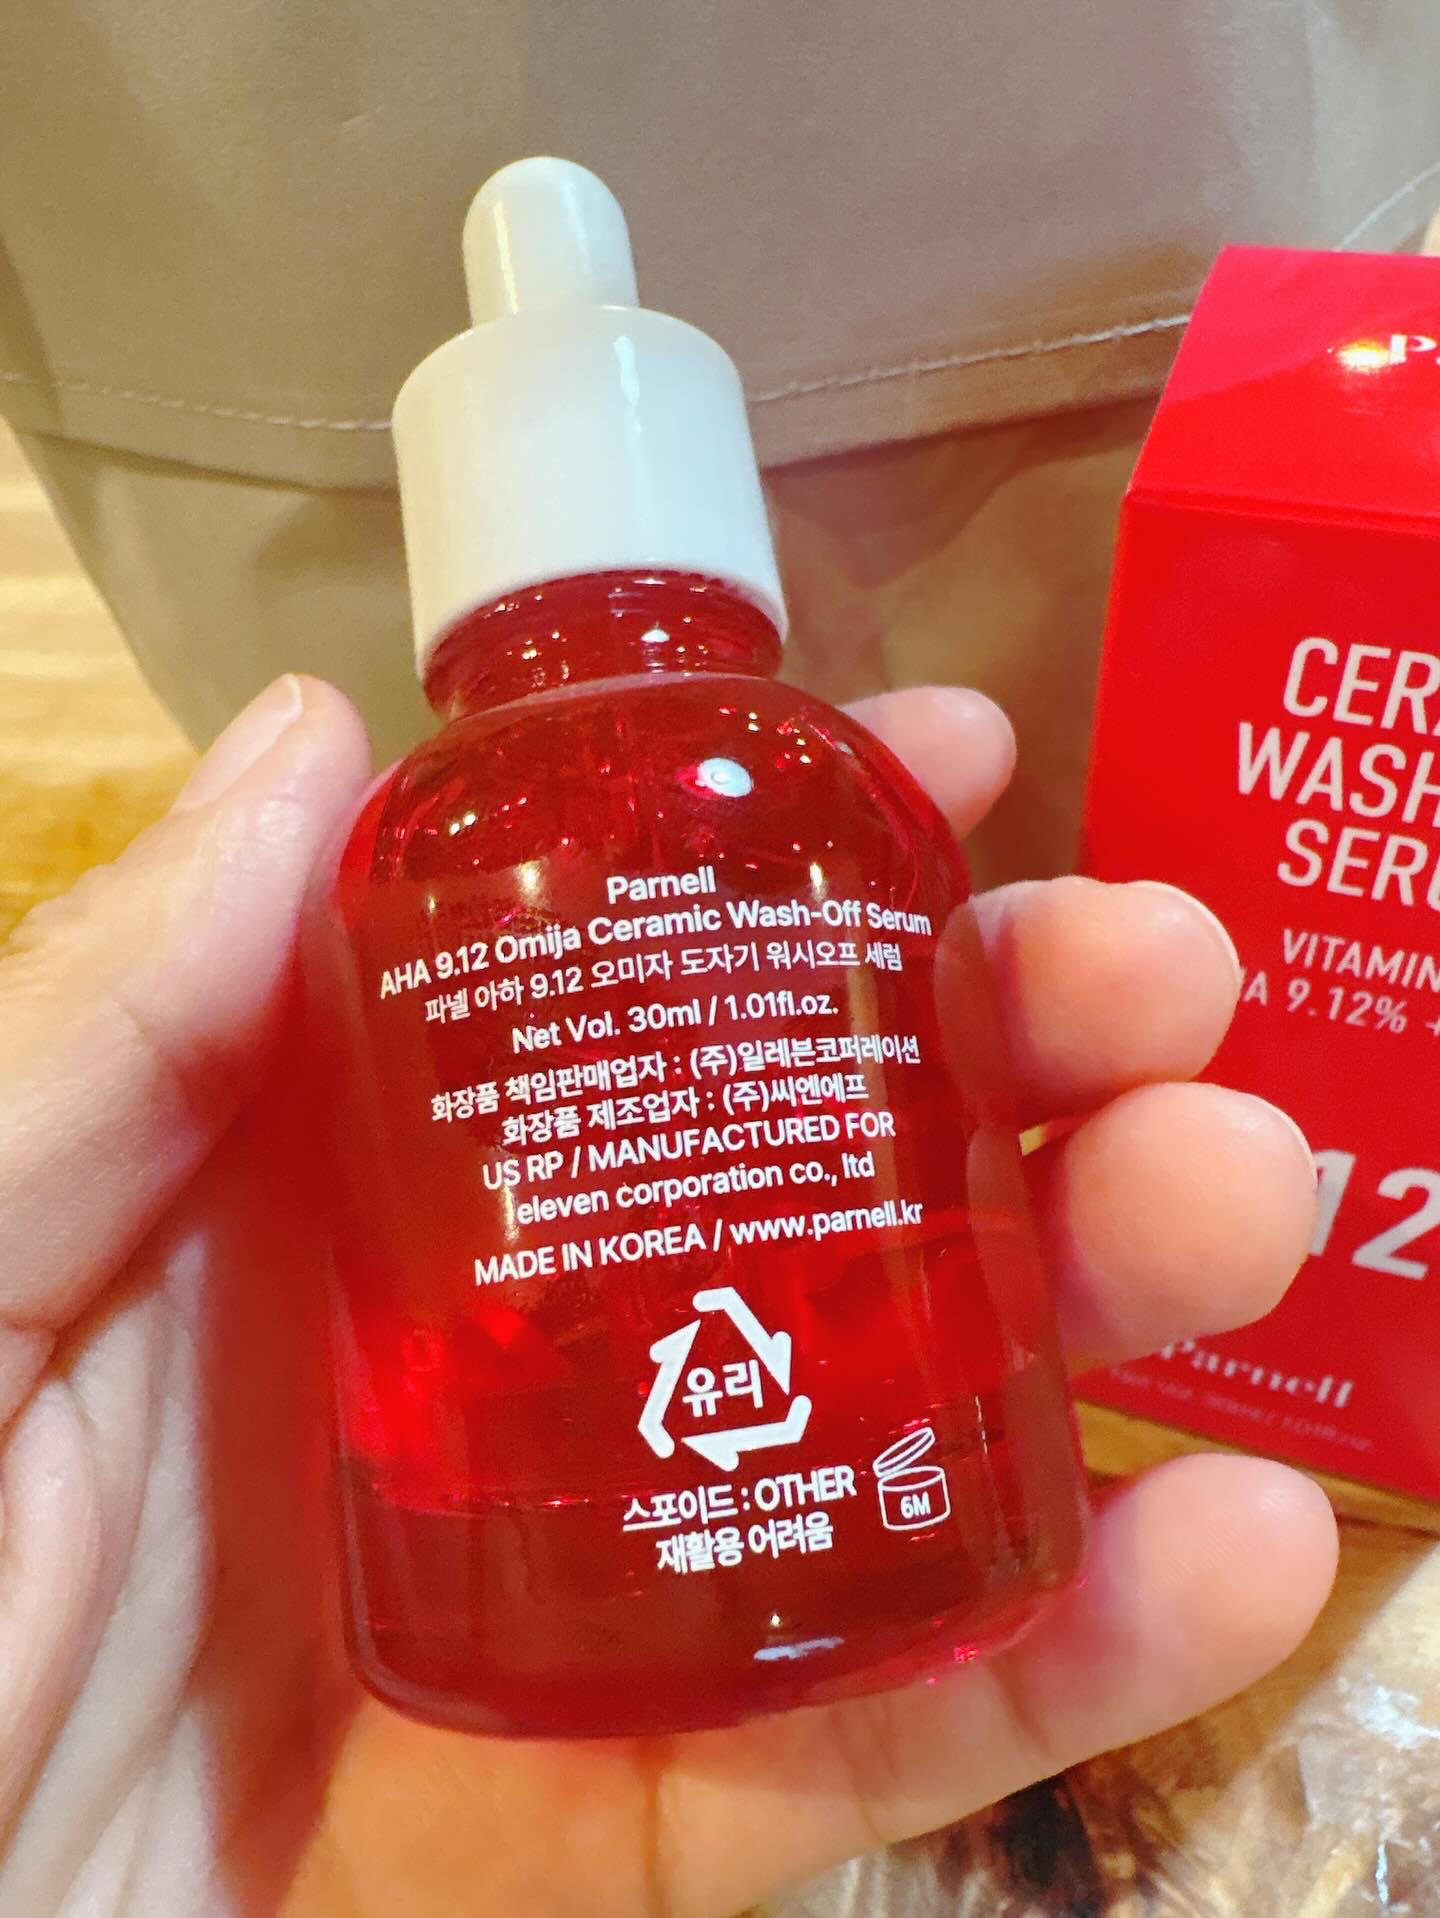 Parnell
AHA 9.12 Omija Ceramic Wash-Off Serum
파넬 아하 9.12 오미자 도자기 워시오프 세럼
Net Vol. 30ml / 1.01fl.oz.
화장품 책임판매업자 : (주)일레븐코퍼레이션
화장품 제조업자 : (주)씨엔에프
US RP / MANUFACTURED FOR
eleven corporation co., ltd
MADE IN KOREA / www.parnell.kr
유리
스포이드 : OTHER
재활용 어려움
6M
WASH
VITAMIN
9.12% +
12
Parnell